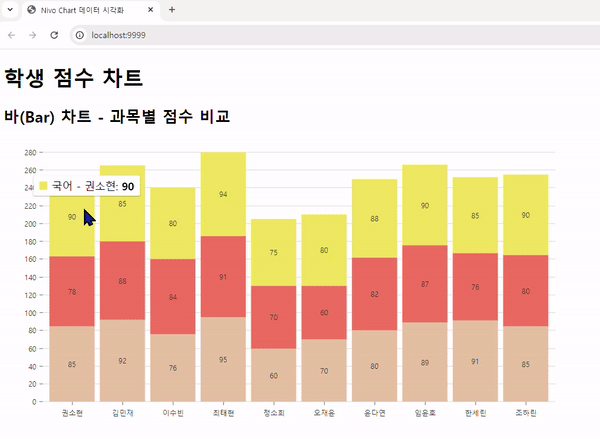 Nivo Chart 데이터 시각화
localhost:9999
학생 점수 차트
바(Bar) 차트 - 과목별 점수 비교
국어 - 권소현: 90
280
260
240
220
200
180
160
140
120
100
80
60
40
20
0
90 85 80 94 75 80 88 90 85 90
78 88 84 91 70 60 82 87 76 80
85 92 76 95 60 70 80 89 91 85
권소현 김민재 이수빈 최태현 정소희 오재윤 윤다연 임윤호 한세린 조하린